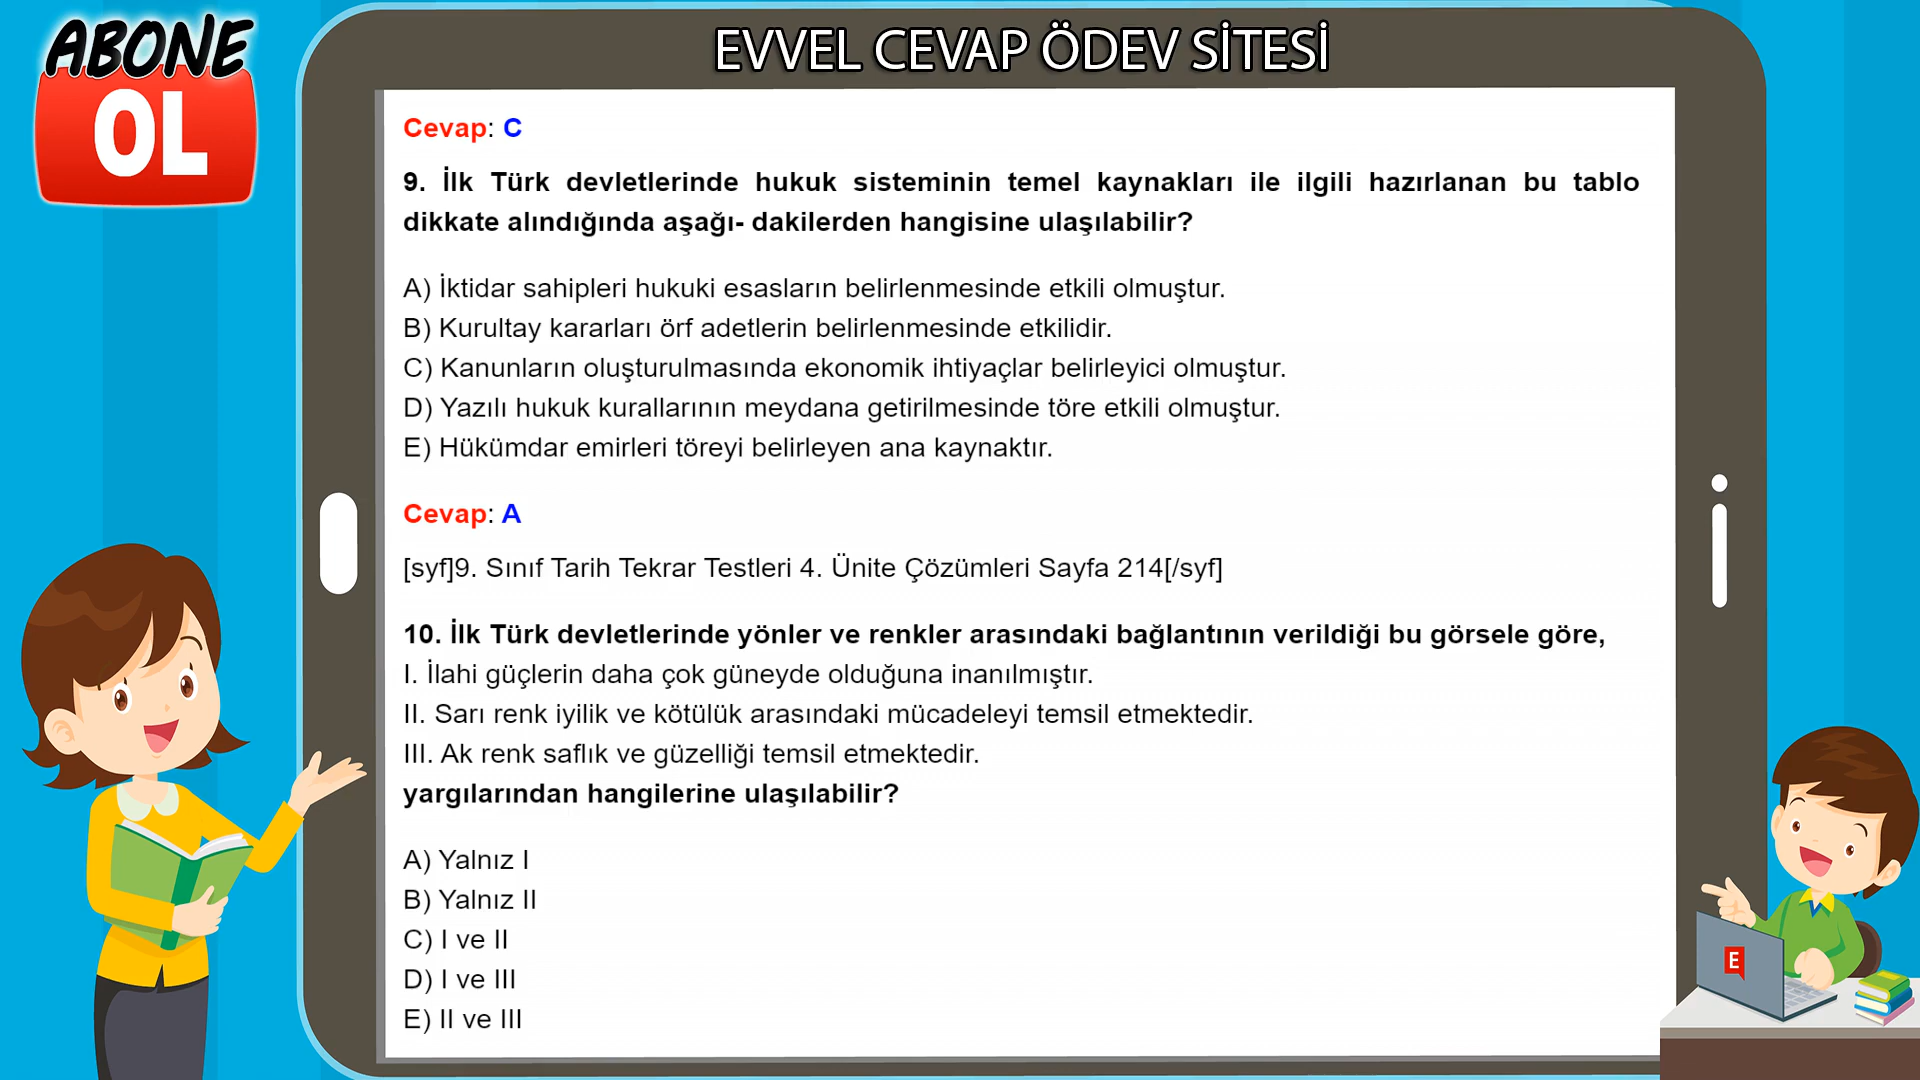 ABONE
OL
EVVEL CEVAP ÖDEV SİTESİ
Cevap: C
9. İlk Türk devletlerinde hukuk sisteminin temel kaynakları ile ilgili hazırlanan bu tablo
dikkate alındığında aşağı- dakilerden hangisine ulaşılabilir?
A) İktidar sahipleri hukuki esasların belirlenmesinde etkili olmuştur.
B) Kurultay kararları örf adetlerin belirlenmesinde etkilidir.
C) Kanunların oluşturulmasında ekonomik ihtiyaçlar belirleyici olmuştur.
D) Yazılı hukuk kurallarının meydana getirilmesinde töre etkili olmuştur.
E) Hükümdar emirleri töreyi belirleyen ana kaynaktır.
Cevap: A
[syf]9. Sınıf Tarih Tekrar Testleri 4. Ünite Çözümleri Sayfa 214[/syf]
10. İlk Türk devletlerinde yönler ve renkler arasındaki bağlantının verildiği bu görsele göre,
I. İlahi güçlerin daha çok güneyde olduğuna inanılmıştır.
II. Sarı renk iyilik ve kötülük arasındaki mücadeleyi temsil etmektedir.
III. Ak renk saflık ve güzelliği temsil etmektedir.
yargılarından hangilerine ulaşılabilir?
A) Yalnız I
B) Yalnız II
C) I ve II
D) I ve III
E) II ve III
E